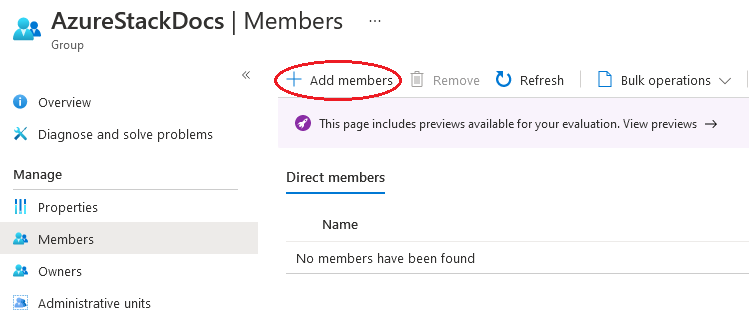 AzureStackDocs | Members ...
Group
«
+ Add members Remove Refresh Bulk operations
Overview
Diagnose and solve problems
This page includes previews available for your evaluation. View previews →
Manage
Direct members
Properties
Name
Members
No members have been found
Owners
Administrative units